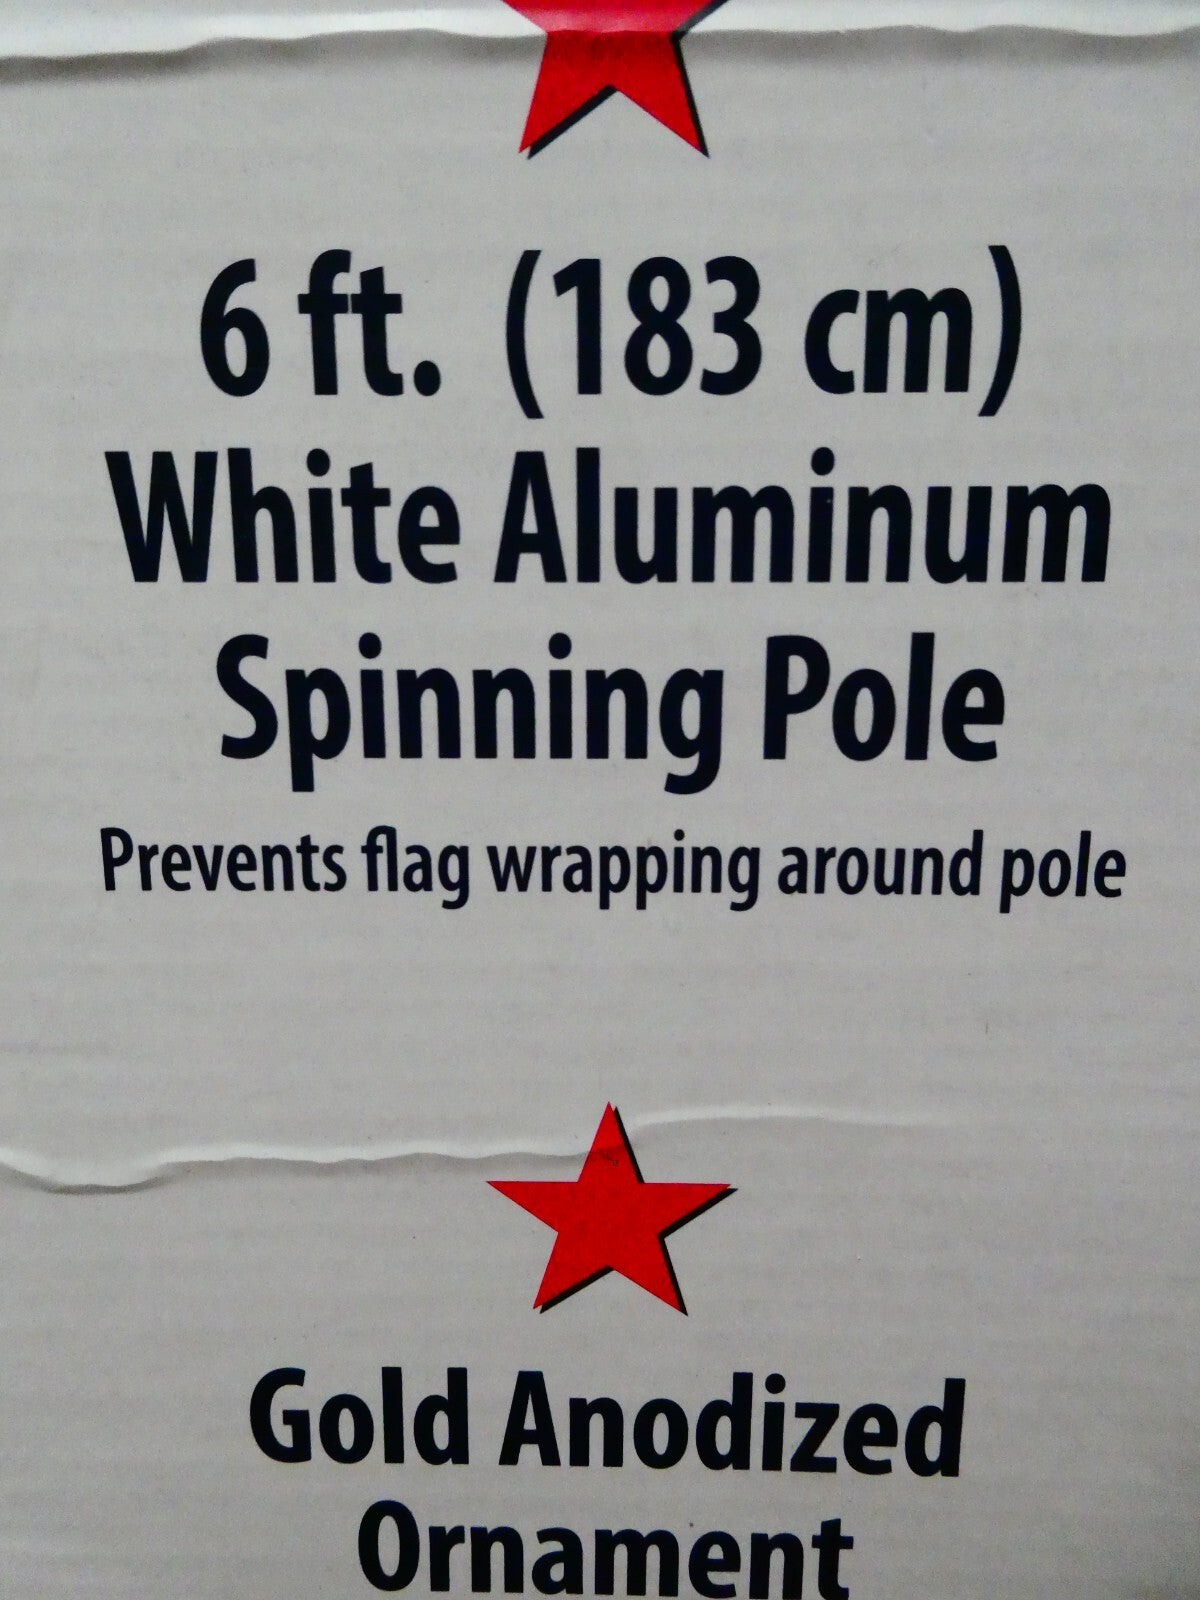 6 ft. (183 cm)
White Aluminum
Spinning Pole
Prevents flag wrapping around pole
Gold Anodized
Ornament